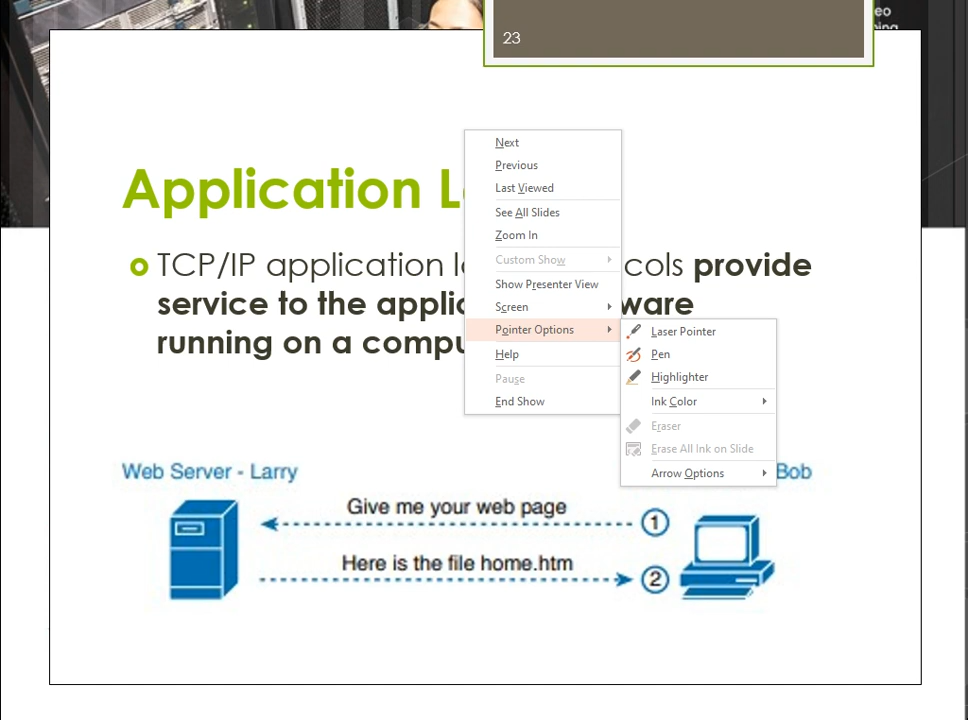 eo
23
Application L
TCP/IP application l cols provide
service to the applic ware
running on a compu
Next
Previous
Last Viewed
See All Slides
Zoom In
Custom Show
Show Presenter View
Screen
Pointer Options
Help
Pause
End Show
Laser Pointer
Pen
Highlighter
Ink Color
Eraser
Erase All Ink on Slide
Arrow Options
Web Server - Larry
Bob
Give me your web page
1
Here is the file home.htm
2